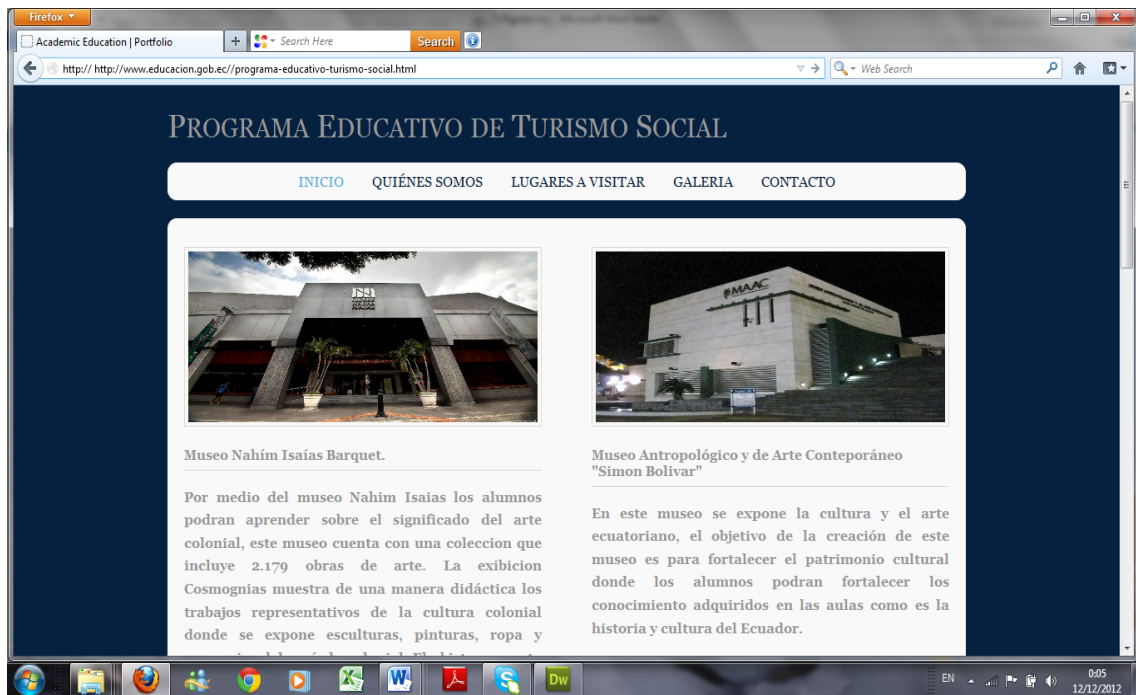 Firefox
Academic Education | Portfolio
Search Here
Search
http:// http://www.educacion.gob.ec//programa-educativo-turismo-social.html
Web Search
PROGRAMA EDUCATIVO DE TURISMO SOCIAL
INICIO QUIÉNES SOMOS LUGARES A VISITAR GALERIA CONTACTO
MAAC
Museo Nahím Isaías Barquet.
Por medio del museo Nahim Isaias los alumnos
podran aprender sobre el significado del arte
colonial, este museo cuenta con una coleccion que
incluye 2.179 obras de arte. La exibicion
Cosmognias muestra de una manera didáctica los
trabajos representativos de la cultura colonial
donde se expone esculturas, pinturas, ropa y
Museo Antropológico y de Arte Conteporáneo
"Simon Bolivar"
En este museo se expone la cultura y el arte
ecuatoriano, el objetivo de la creación de este
museo es para fortalecer el patrimonio cultural
donde los alumnos podran fortalecer los
conocimiento adquiridos en las aulas como es la
historia y cultura del Ecuador.
Dw
EN
0:05
12/12/2012